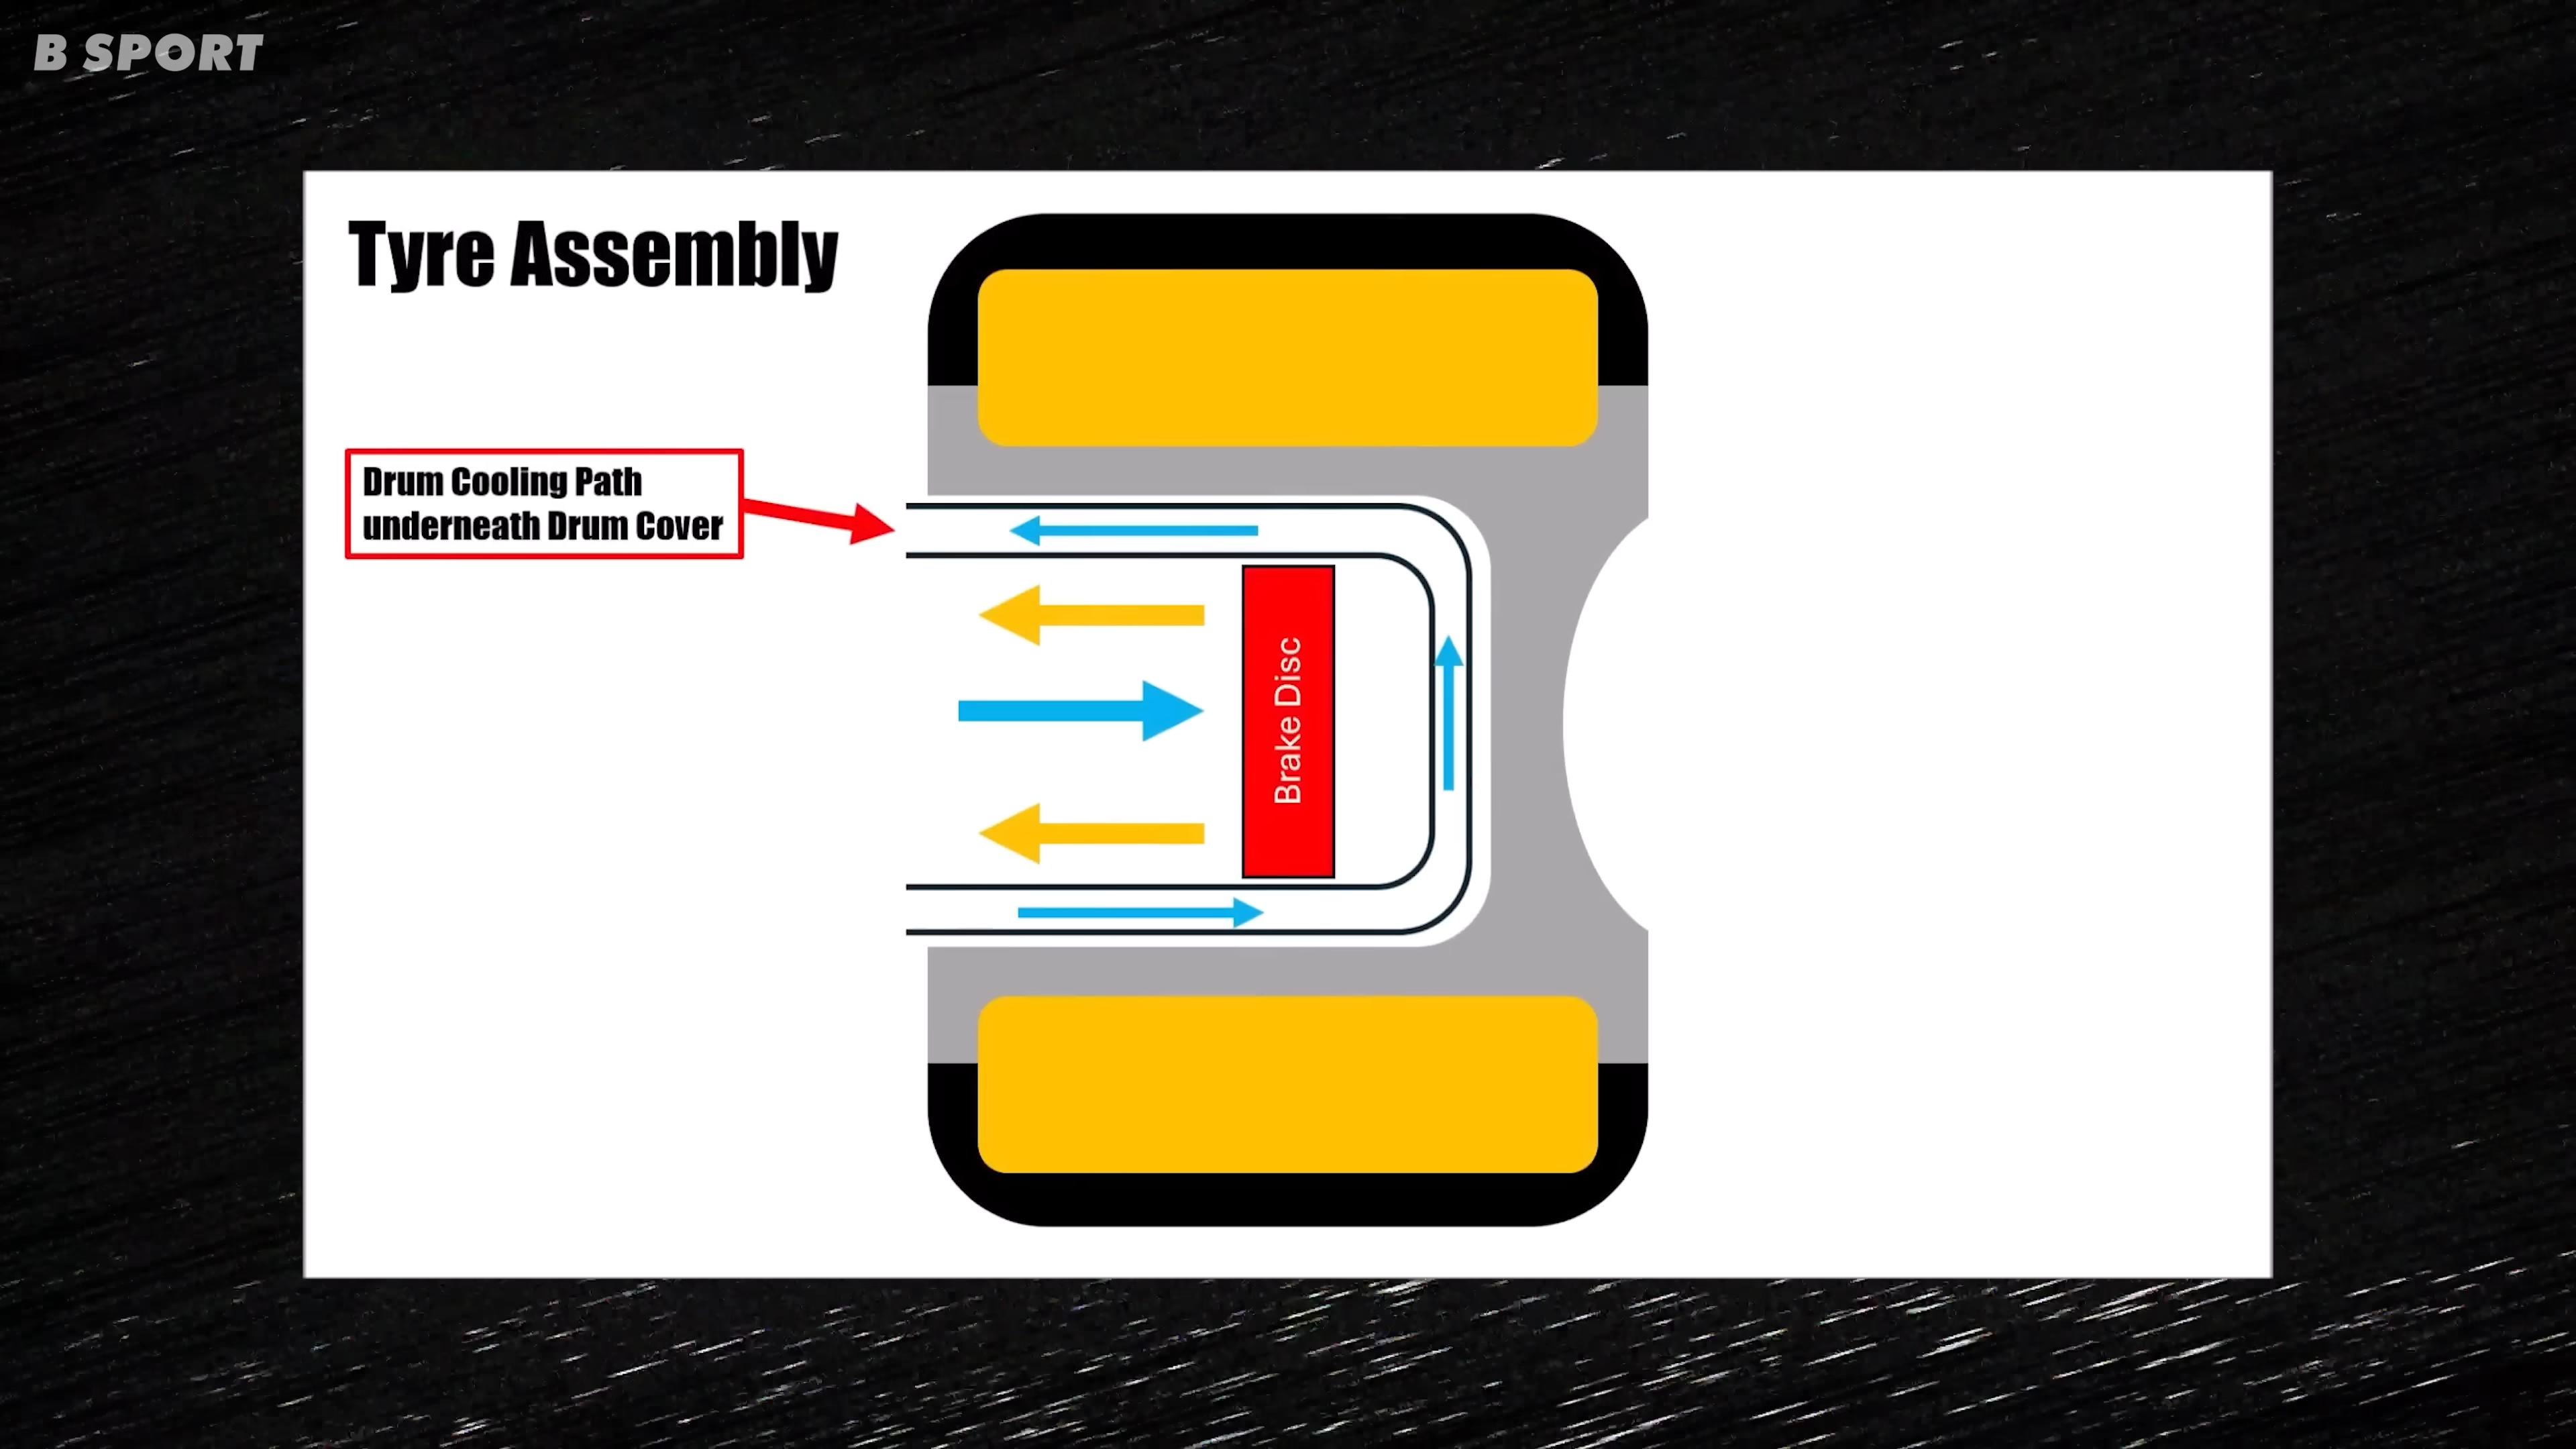 B SPORT
Tyre Assembly
Drum Cooling Path
underneath Drum Cover
Brake Disc